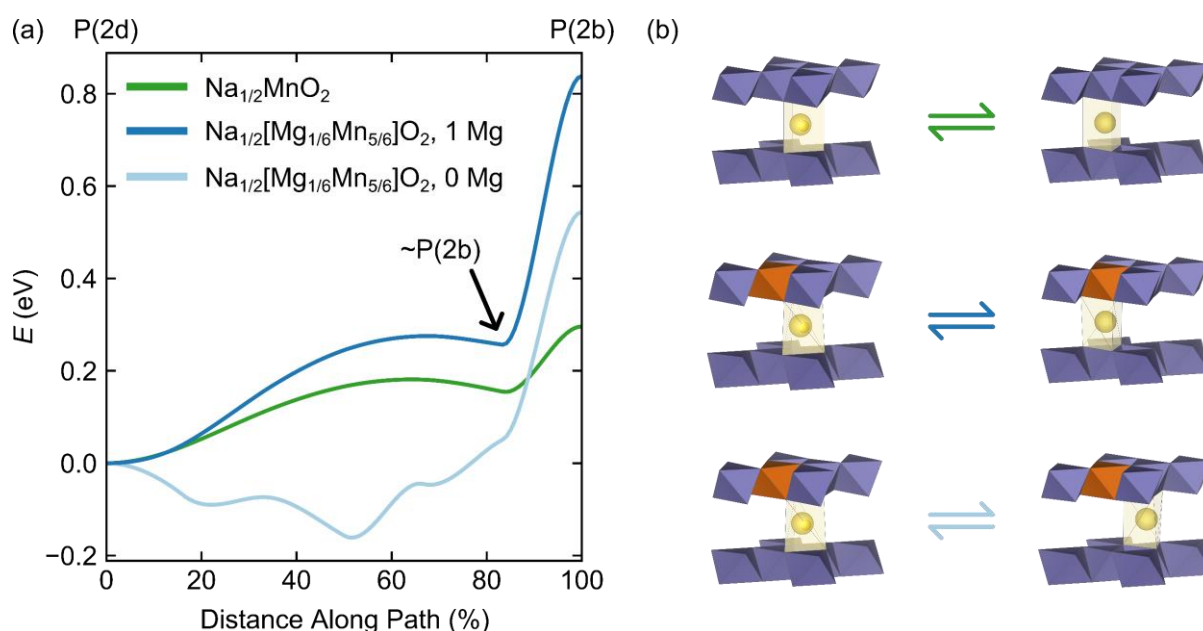 (a) P(2d) P(2b) (b)
0.8
0.6
0.4
0.2
0.0
−0.2
E (eV)
Na1/2MnO2
Na1/2[Mg1/6Mn5/6]O2, 1 Mg
Na1/2[Mg1/6Mn5/6]O2, 0 Mg
~P(2b)
0 20 40 60 80 100
Distance Along Path (%)